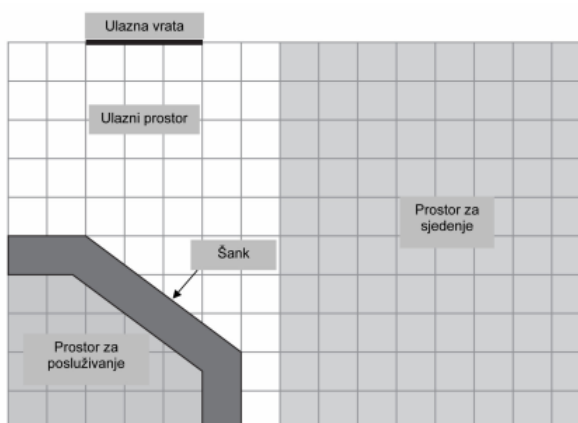 Ulazna vrata
Ulazni prostor
Prostor za
sjedenje
Šank
Prostor za
posluživanje